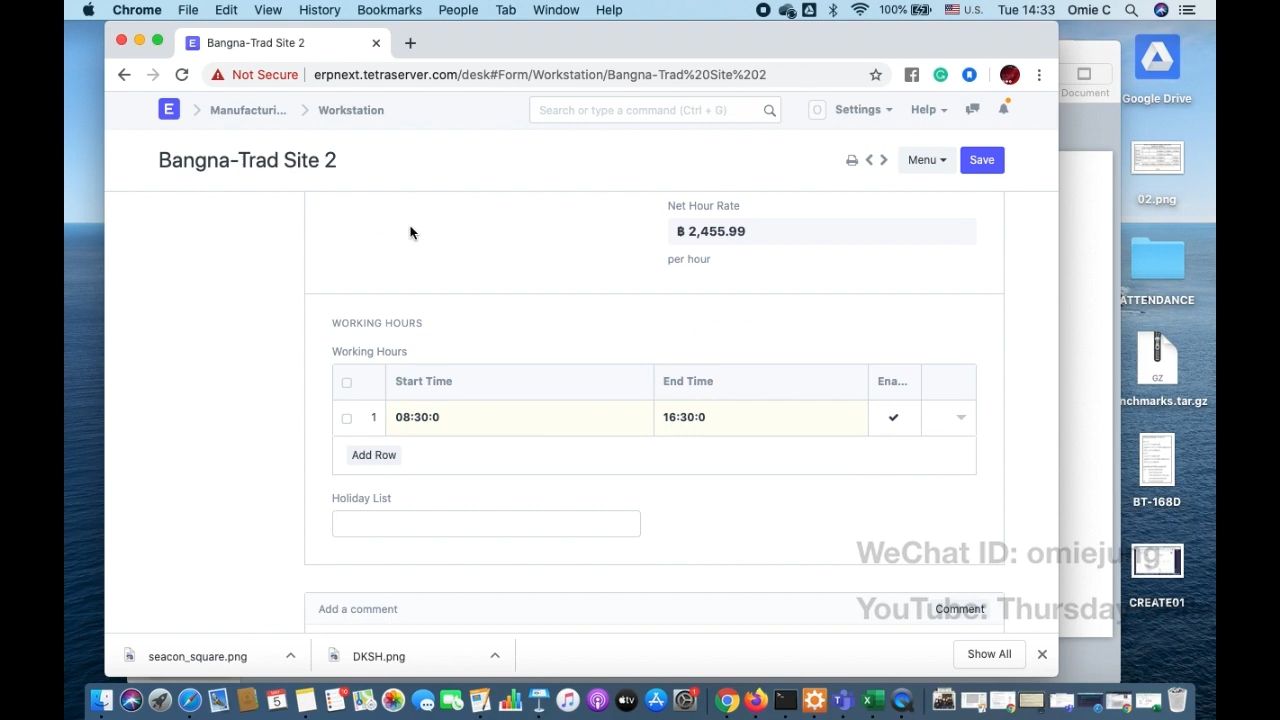 Chrome File Edit View History Bookmarks People Tab Window Help 100% U.S. Tue 14:33 Omie C
Bangna-Trad Site 2
Not Secure erpnext.tettraserver.com/desk#Form/Workstation/Bangna-Trad%20Site%202
Manufacturi... Workstation Search or type a command (Ctrl + G) O Settings Help
Document
Google Drive
Bangna-Trad Site 2 Menu Save
02.png
Net Hour Rate
฿ 2,455.99
per hour
ATTENDANCE
WORKING HOURS
Working Hours
Start Time End Time Ena...
GZ
nchmarks.tar.gz
1 08:30:0 16:30:0
Add Row
Holiday List
BT-168D
WeChat ID: omiejung
CREATE01
Add a comment Comment
YouTube: Thursday
seacon_square.png DKSH.png Show All